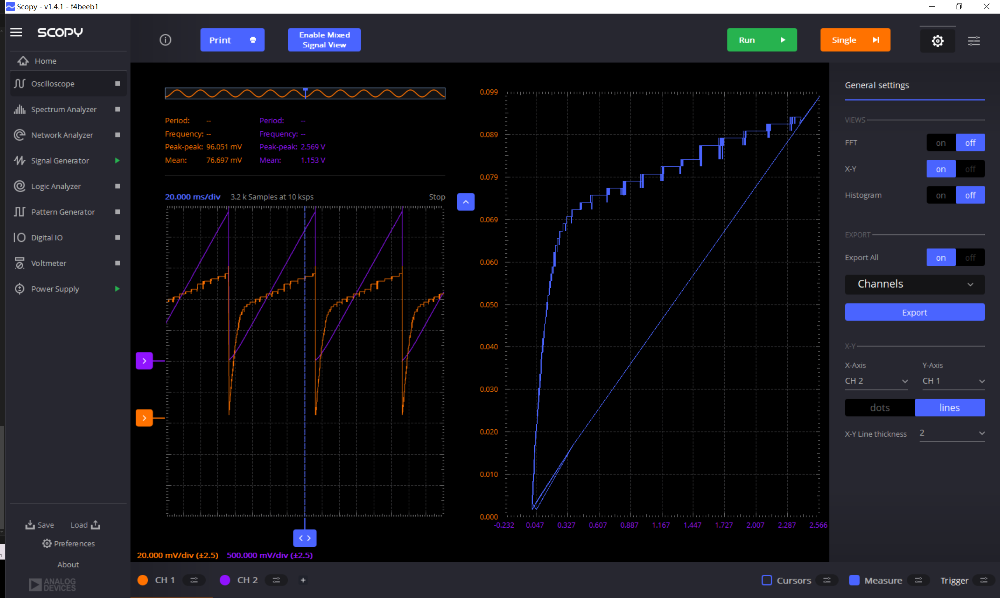 Scopy - v1.4.1 - f4beeb1
SCOPY
Print
Enable Mixed
Signal View
Run
Single
Home
Oscilloscope
Spectrum Analyzer
Network Analyzer
Signal Generator
Logic Analyzer
Pattern Generator
Digital IO
Voltmeter
Power Supply
Save Load
Preferences
About
ANALOG
DEVICES
Period: -- Period: --
Frequency: -- Frequency: --
Peak-peak: 96.051 mV Peak-peak: 2.569 V
Mean: 76.697 mV Mean: 1.153 V
20.000 ms/div 3.2 k Samples at 10 ksps Stop
20.000 mV/div (±2.5) 500.000 mV/div (±2.5)
0.099
0.089
0.079
0.069
0.060
0.050
0.040
0.030
0.020
0.010
0.000
-0.232 0.047 0.327 0.607 0.887 1.167 1.447 1.727 2.007 2.287 2.566
General settings
VIEWS
FFT on off
X-Y on off
Histogram on off
EXPORT
Export All on off
Channels
Export
X-Y
X-Axis Y-Axis
CH 2 CH 1
dots lines
X-Y Line thickness 2
CH 1 CH 2 + Cursors Measure Trigger
1